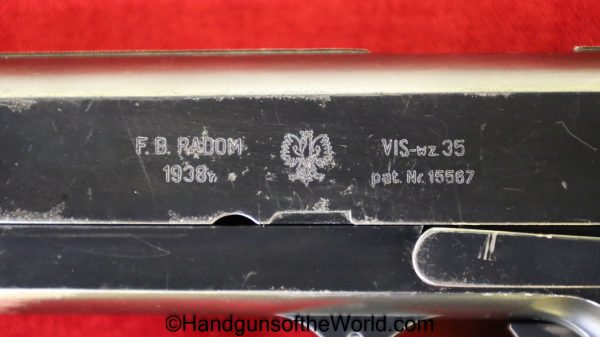 F. B. RADOM
1938r.
VIS-wz 35
pat. Nr. 15567
©HandgunsoftheWorld.com